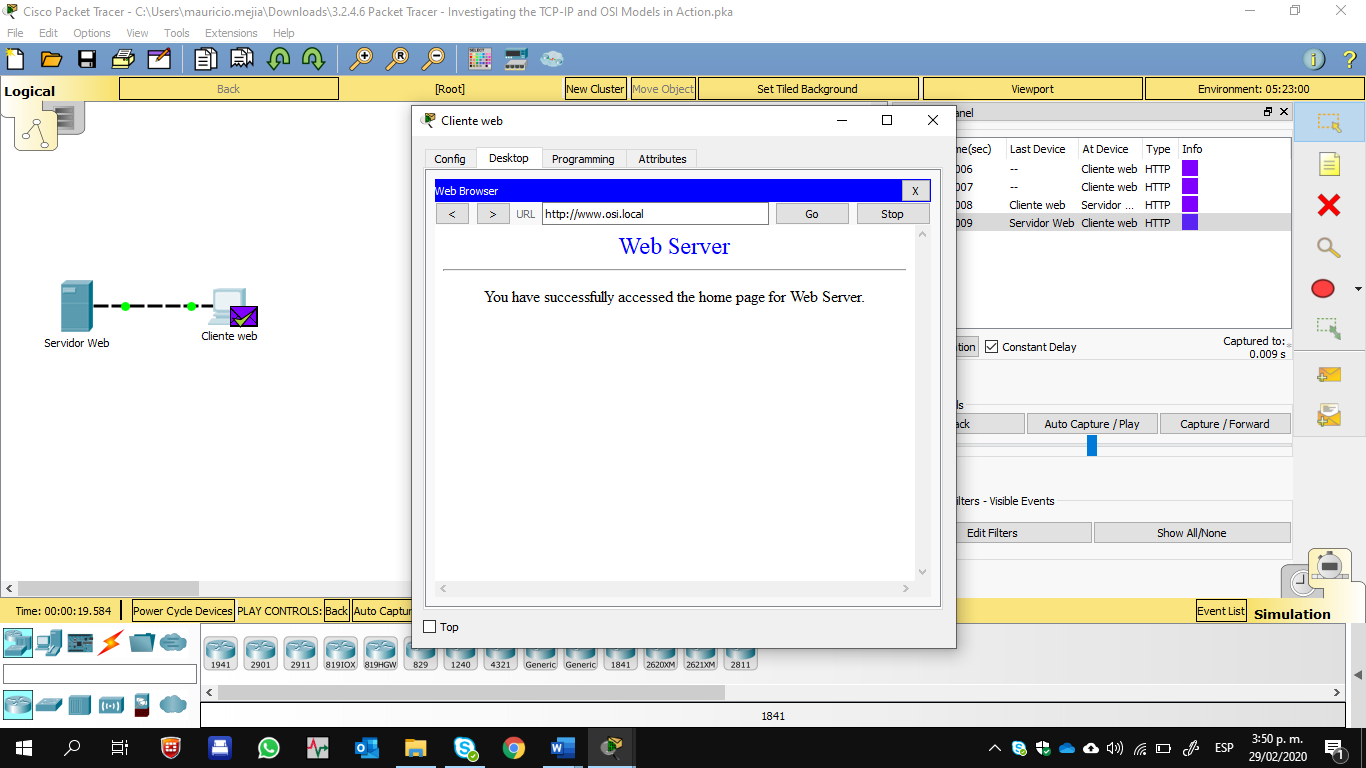 Cisco Packet Tracer - C:\Users\mauricio.mejia\Downloads\3.2.4.6 Packet Tracer - Investigating the TCP-IP and OSI Models in Action.pka
File Edit Options View Tools Extensions Help
Logical Back [Root] New Cluster Move Object Set Tiled Background Viewport Environment: 05:23:00
Cliente web
anel
Config Desktop Programming Attributes
me(sec) Last Device At Device Type Info
006 -- Cliente web HTTP
007 -- Cliente web HTTP
008 Cliente web Servidor ... HTTP
009 Servidor Web Cliente web HTTP
Web Browser X
< > URL http://www.osi.local Go Stop
Web Server
You have successfully accessed the home page for Web Server.
Servidor Web
Cliente web
tion Constant Delay Captured to:
0.009 s
ls
ack Auto Capture / Play Capture / Forward
ilters - Visible Events
Edit Filters Show All/None
Top
Time: 00:00:19.584 Power Cycle Devices PLAY CONTROLS: Back Auto Captur Event List Simulation
1941 2901 2911 819IOX 819HGW 829 1240 4321 Generic Generic 1841 2620XM 2621XM 2811
1841
ESP 3:50 p. m.
29/02/2020 1